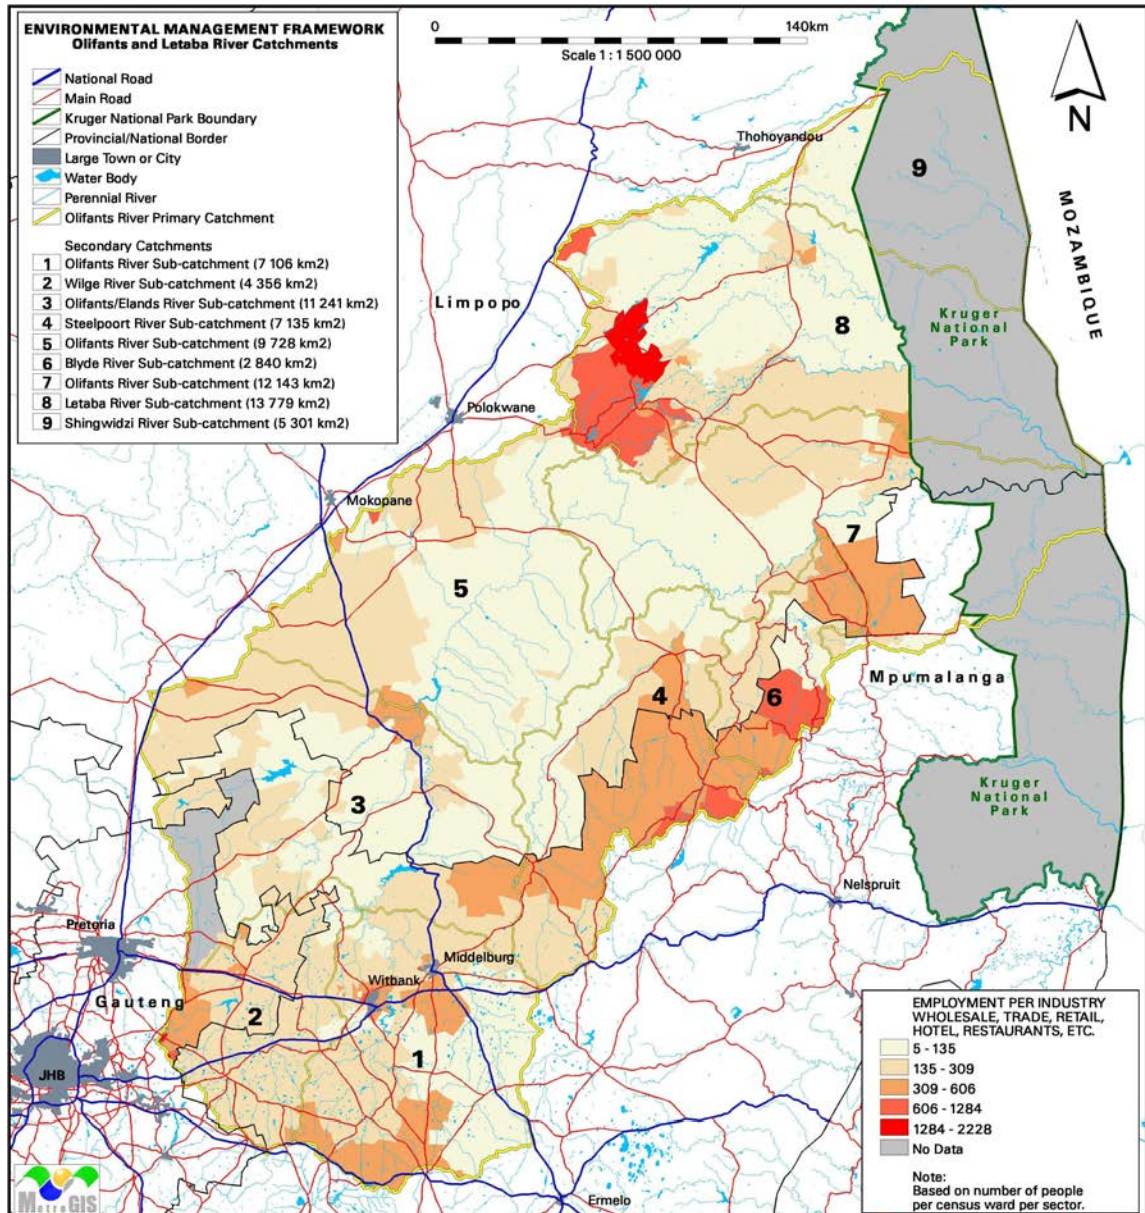 ENVIRONMENTAL MANAGEMENT FRAMEWORK
Olifants and Letaba River Catchments
National Road
Main Road
Kruger National Park Boundary
Provincial/National Border
Large Town or City
Water Body
Perennial River
Olifants River Primary Catchment
Secondary Catchments
1 Olifants River Sub-catchment (7 106 km2)
2 Wilge River Sub-catchment (4 356 km2)
3 Olifants/Elands River Sub-catchment (11 241 km2)
4 Steelpoort River Sub-catchment (7 135 km2)
5 Olifants River Sub-catchment (9 728 km2)
6 Blyde River Sub-catchment (2 840 km2)
7 Olifants River Sub-catchment (12 143 km2)
8 Letaba River Sub-catchment (13 779 km2)
9 Shingwidzi River Sub-catchment (5 301 km2)
0 140km
Scale 1 : 1 500 000
N
Thohoyandou
9
MOZAMBIQUE
Limpopo
8
Kruger
National
Park
Polokwane
Mokopane
7
5
4
6
Mpumalanga
3
Kruger
National
Park
Nelspruit
Pretoria
Middelburg
Witbank
Gauteng
2
1
JHB
Ermelo
EMPLOYMENT PER INDUSTRY
WHOLESALE, TRADE, RETAIL,
HOTEL, RESTAURANTS, ETC.
5 - 135
135 - 309
309 - 606
606 - 1284
1284 - 2228
No Data
Note:
Based on number of people
per census ward per sector.
MetroGIS